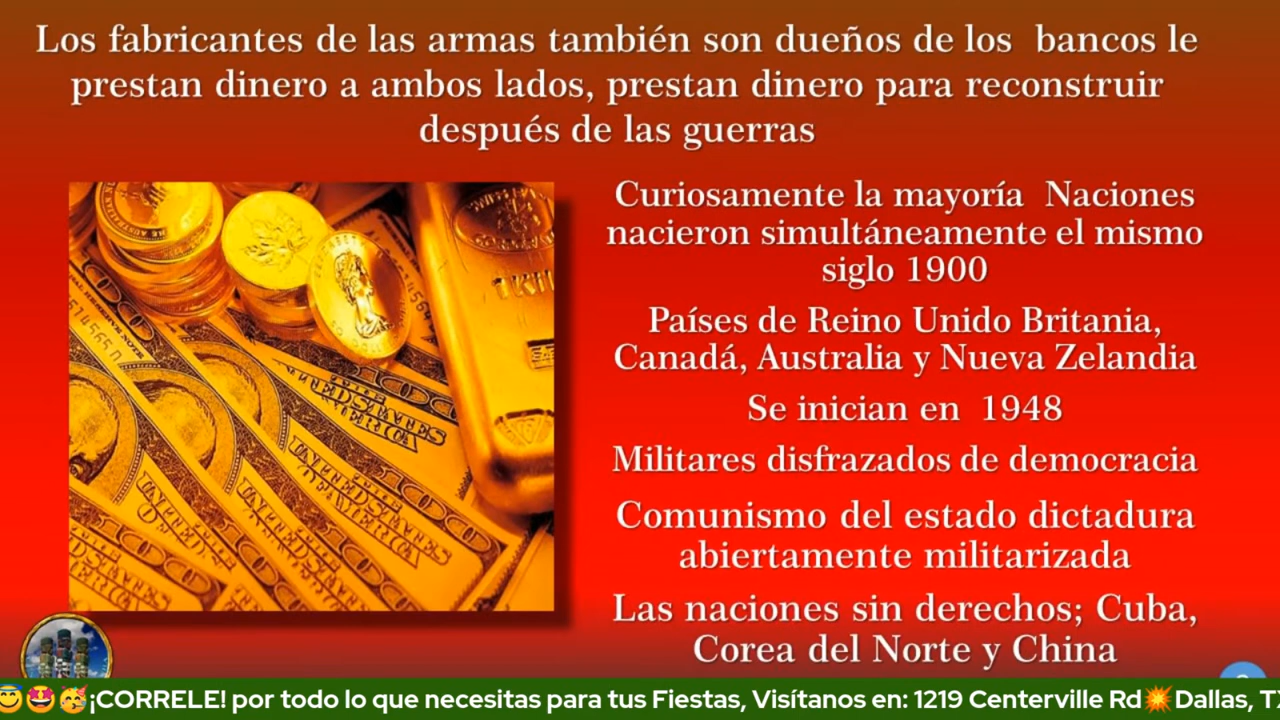 Los fabricantes de las armas también son dueños de los bancos le
prestan dinero a ambos lados, prestan dinero para reconstruir
después de las guerras
Curiosamente la mayoría Naciones
nacieron simultáneamente el mismo
siglo 1900
Países de Reino Unido Britania,
Canadá, Australia y Nueva Zelandia
Se inician en 1948
Militares disfrazados de democracia
Comunismo del estado dictadura
abiertamente militarizada
Las naciones sin derechos; Cuba,
Corea del Norte y China
😇🤩🥳¡CORRELE! por todo lo que necesitas para tus Fiestas, Visítanos en: 1219 Centerville Rd💥Dallas,